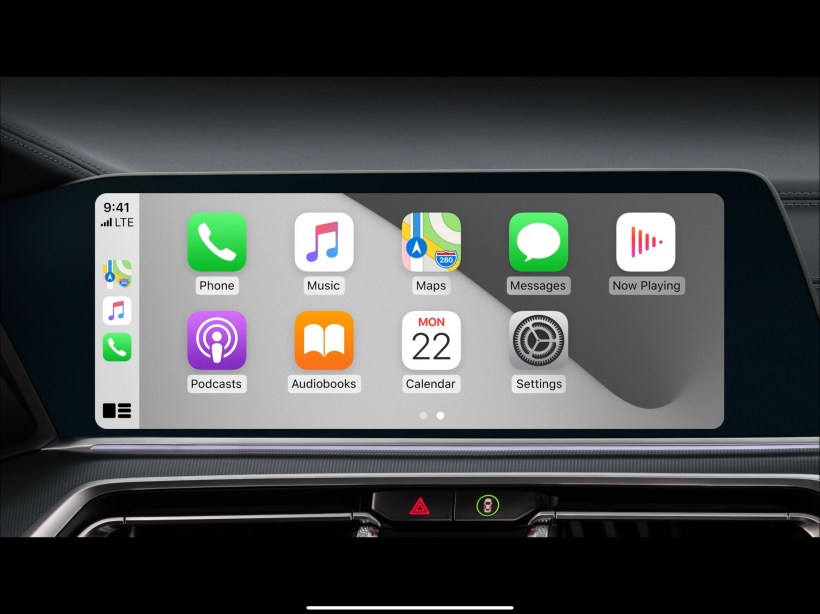 9:41
LTE
280
Phone
Music
Maps
Messages
Now Playing
MON
22
Podcasts
Audiobooks
Calendar
Settings